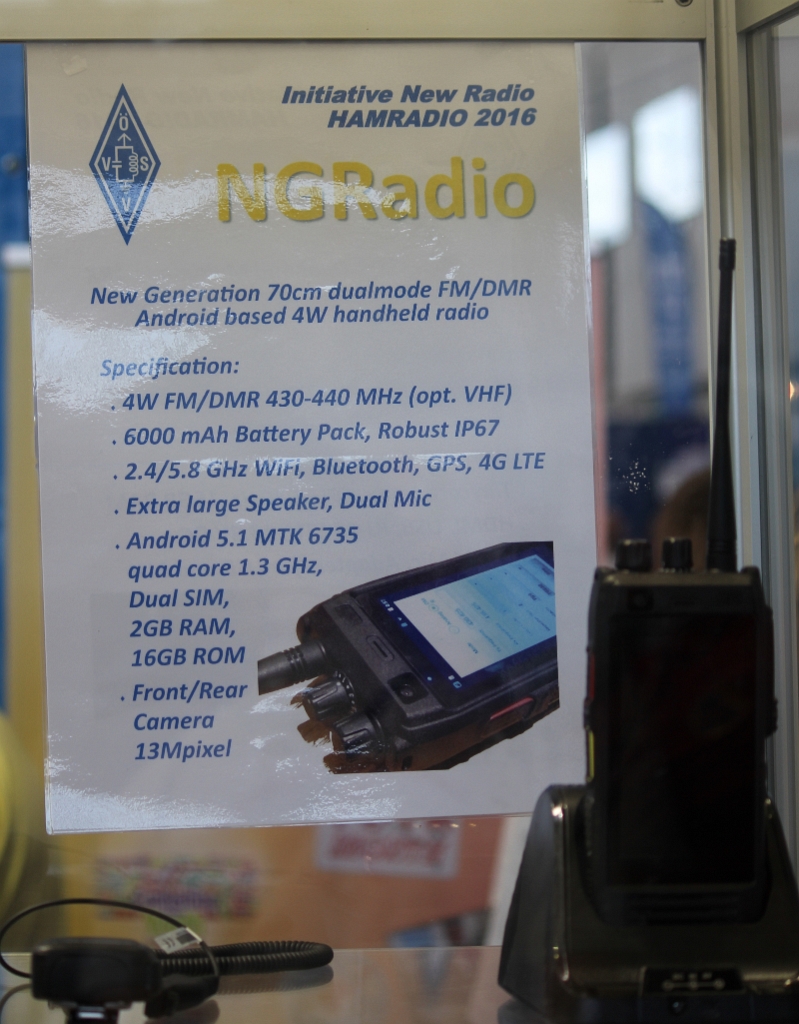 Initiative New Radio
HAMRADIO 2016
Ö
V S
V
NGRadio
New Generation 70cm dualmode FM/DMR
Android based 4W handheld radio
Specification:
. 4W FM/DMR 430-440 MHz (opt. VHF)
. 6000 mAh Battery Pack, Robust IP67
. 2.4/5.8 GHz WiFi, Bluetooth, GPS, 4G LTE
. Extra large Speaker, Dual Mic
. Android 5.1 MTK 6735
quad core 1.3 GHz,
Dual SIM,
2GB RAM,
16GB ROM
. Front/Rear
Camera
13Mpixel